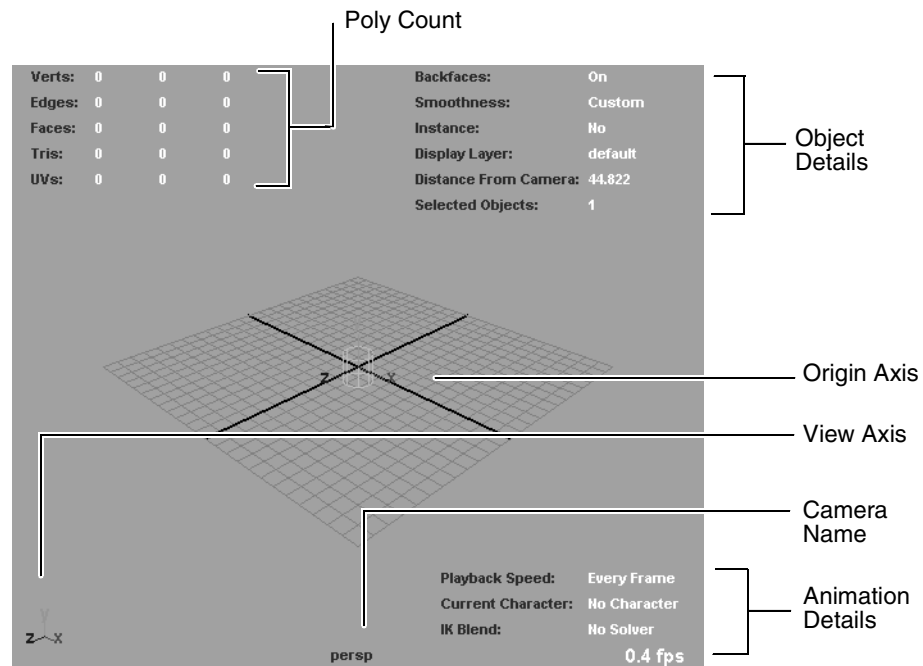 Poly Count
Verts: 0 0 0
Edges: 0 0 0
Faces: 0 0 0
Tris: 0 0 0
UVs: 0 0 0
Backfaces: On
Smoothness: Custom
Instance: No
Display Layer: default
Distance From Camera: 44.822
Selected Objects: 1
Object
Details
Z X
Origin Axis
View Axis
Camera
Name
Playback Speed: Every Frame
Current Character: No Character
IK Blend: No Solver
0.4 fps
Animation
Details
Y
Z X
persp